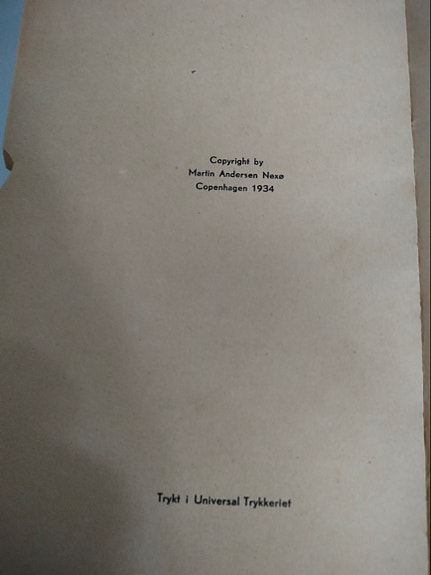 Copyright by
Martin Andersen Nexø
Copenhagen 1934
Trykt i Universal Trykkeriet